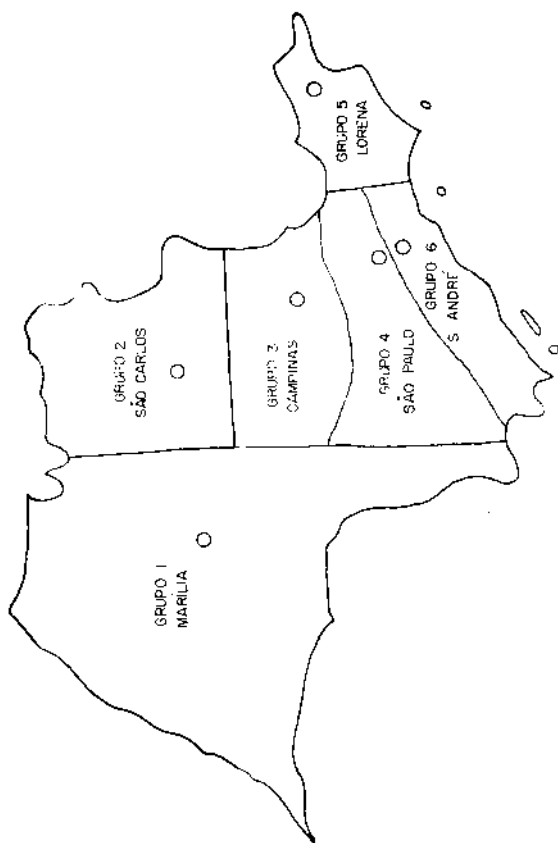 GRUPO 1
MARÍLIA
GRUPO 2
SÃO CARLOS
GRUPO 3
CAMPINAS
GRUPO 4
SÃO PAULO
GRUPO 5
LORENA
GRUPO 6
S ANDRÉ